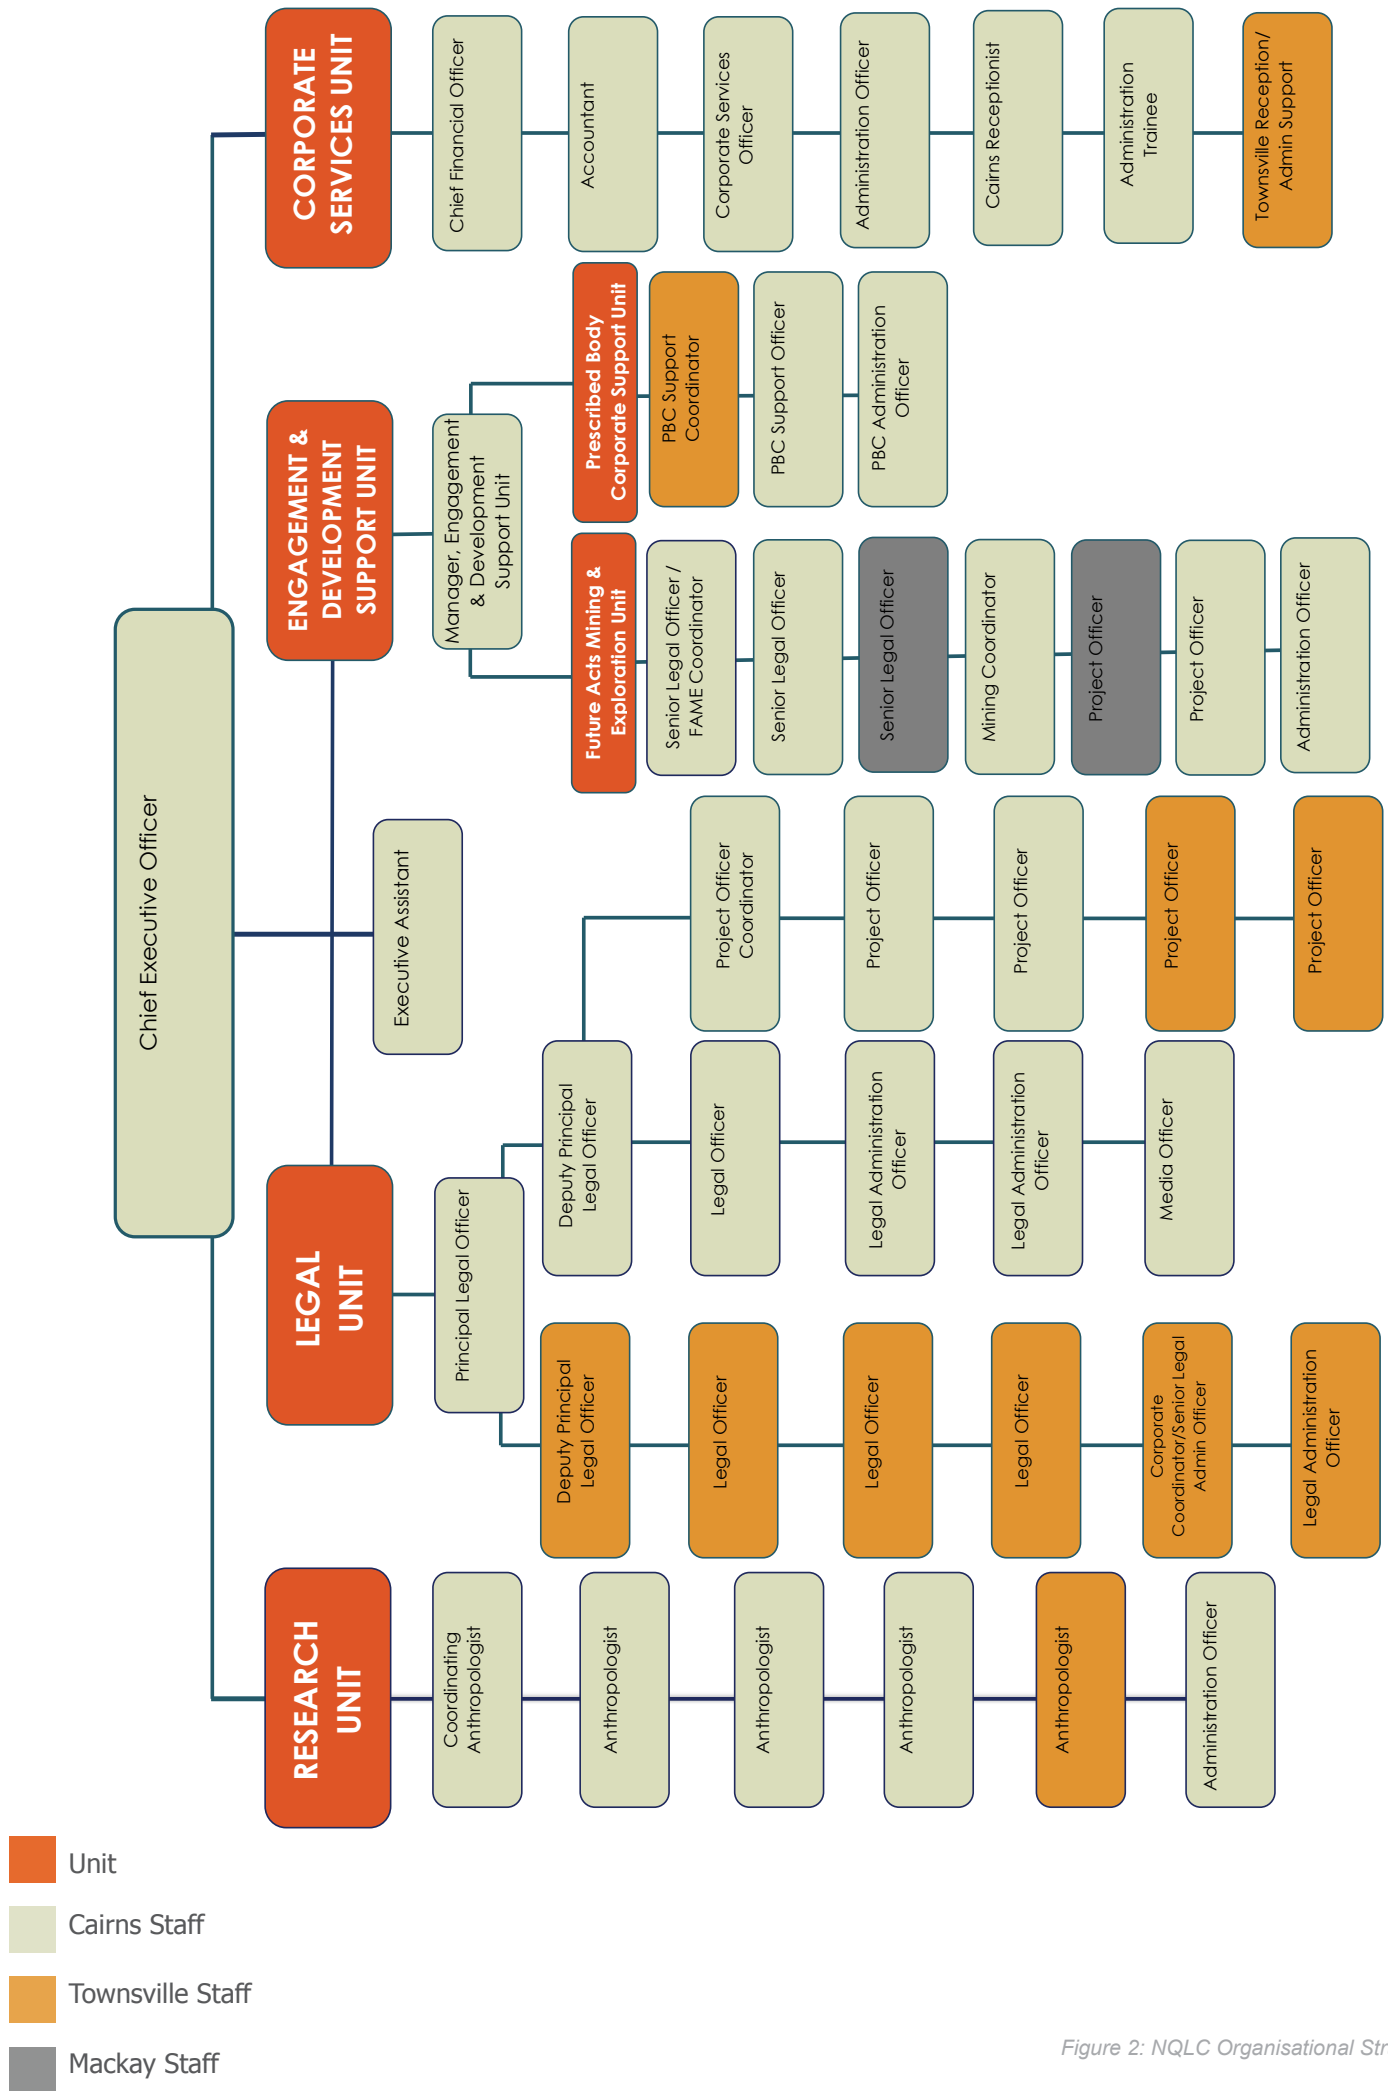 Chief Executive Officer
Executive Assistant
RESEARCH
UNIT
Coordinating
Anthropologist
Anthropologist
Anthropologist
Anthropologist
Anthropologist
Administration Officer
LEGAL
UNIT
Principal Legal Officer
Deputy Principal
Legal Officer
Legal Officer
Legal Officer
Legal Officer
Corporate
Coordinator/Senior Legal
Admin Officer
Legal Administration
Officer
Deputy Principal
Legal Officer
Legal Officer
Legal Administration
Officer
Legal Administration
Officer
Media Officer
Project Officer
Coordinator
Project Officer
Project Officer
Project Officer
Project Officer
ENGAGEMENT &
DEVELOPMENT
SUPPORT UNIT
Manager, Engagement
& Development
Support Unit
Future Acts Mining &
Exploration Unit
Senior Legal Officer /
FAME Coordinator
Senior Legal Officer
Senior Legal Officer
Mining Coordinator
Project Officer
Project Officer
Administration Officer
Prescribed Body
Corporate Support Unit
PBC Support
Coordinator
PBC Support Officer
PBC Administration
Officer
CORPORATE
SERVICES UNIT
Chief Financial Officer
Accountant
Corporate Services
Officer
Administration Officer
Cairns Receptionist
Administration
Trainee
Townsville Reception/
Admin Support
Unit
Cairns Staff
Townsville Staff
Mackay Staff
Figure 2: NQLC Organisational Str